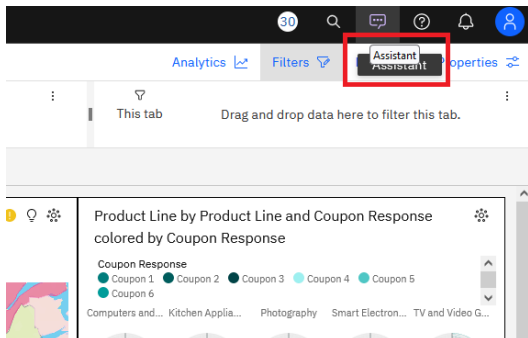 30
Analytics
Filters
Assistant
Assistant
operties
This tab
Drag and drop data here to filter this tab.
Product Line by Product Line and Coupon Response
colored by Coupon Response
Coupon Response
Coupon 1 Coupon 2 Coupon 3 Coupon 4 Coupon 5
Coupon 6
Computers and... Kitchen Applia... Photography Smart Electron... TV and Video G...